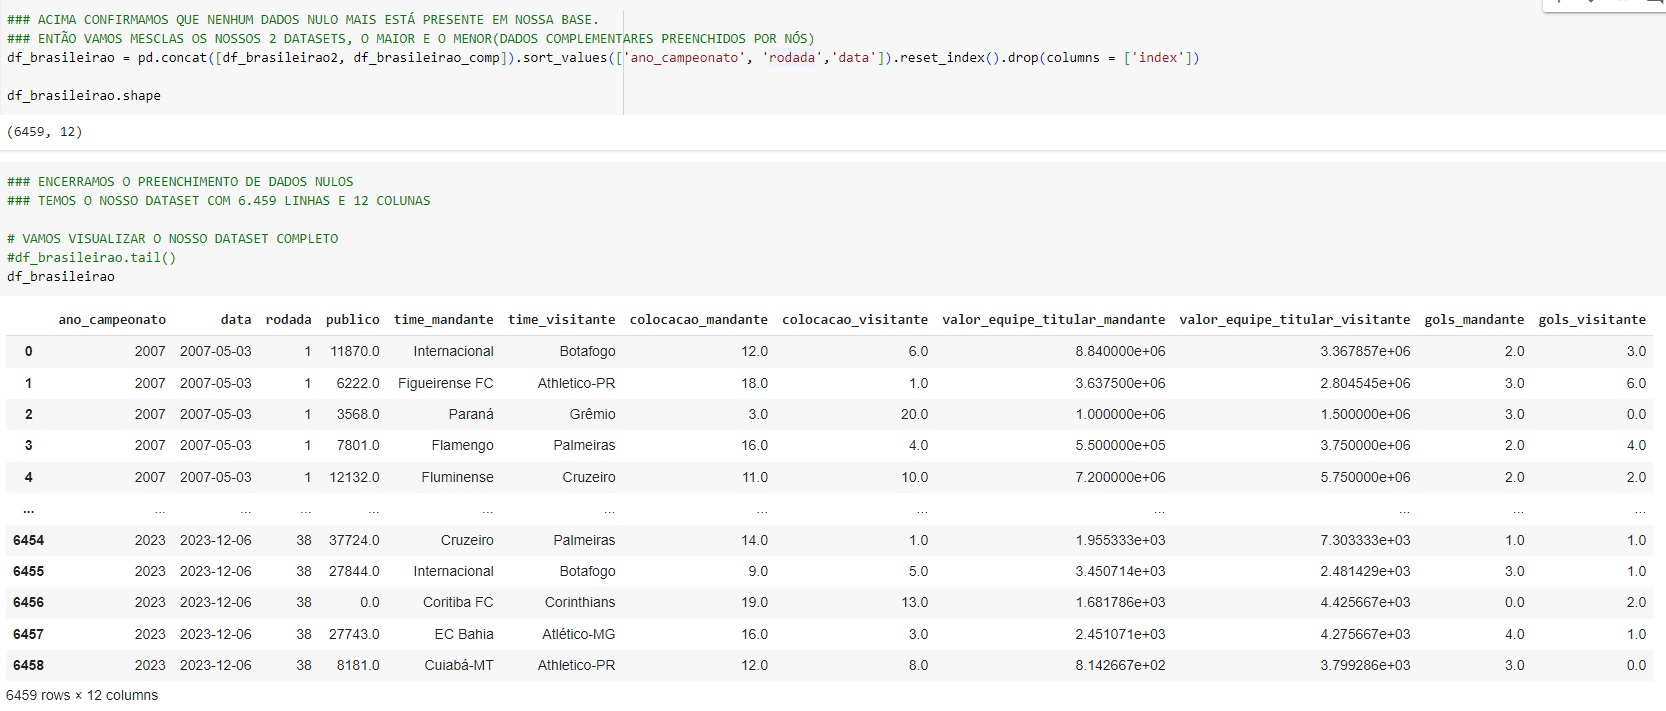 ### ACIMA CONFIRMAMOS QUE NENHUM DADOS NULO MAIS ESTÁ PRESENTE EM NOSSA BASE.
### ENTÃO VAMOS MESCLAS OS NOSSOS 2 DATASETS, O MAIOR E O MENOR(DADOS COMPLEMENTARES PREENCHIDOS POR NÓS)
df_brasileirao = pd.concat([df_brasileirao2, df_brasileirao_comp]).sort_values(['ano_campeonato', 'rodada','data']).reset_index().drop(columns = ['index'])
df_brasileirao.shape
(6459, 12)
### ENCERRAMOS O PREENCHIMENTO DE DADOS NULOS
### TEMOS O NOSSO DATASET COM 6.459 LINHAS E 12 COLUNAS
# VAMOS VISUALIZAR O NOSSO DATASET COMPLETO
#df_brasileirao.tail()
df_brasileirao
ano_campeonato data rodada publico time_mandante time_visitante colocacao_mandante colocacao_visitante valor_equipe_titular_mandante valor_equipe_titular_visitante gols_mandante gols_visitante
0 2007 2007-05-03 1 11870.0 Internacional Botafogo 12.0 6.0 8.840000e+06 3.367857e+06 2.0 3.0
1 2007 2007-05-03 1 6222.0 Figueirense FC Athletico-PR 18.0 1.0 3.637500e+06 2.804545e+06 3.0 6.0
2 2007 2007-05-03 1 3568.0 Paraná Grêmio 3.0 20.0 1.000000e+06 1.500000e+06 3.0 0.0
3 2007 2007-05-03 1 7801.0 Flamengo Palmeiras 16.0 4.0 5.500000e+05 3.750000e+06 2.0 4.0
4 2007 2007-05-03 1 12132.0 Fluminense Cruzeiro 11.0 10.0 7.200000e+06 5.750000e+06 2.0 2.0
... ... ... ... ... ... ... ... ... ... ... ... ...
6454 2023 2023-12-06 38 37724.0 Cruzeiro Palmeiras 14.0 1.0 1.955333e+03 7.303333e+03 1.0 1.0
6455 2023 2023-12-06 38 27844.0 Internacional Botafogo 9.0 5.0 3.450714e+03 2.481429e+03 3.0 1.0
6456 2023 2023-12-06 38 0.0 Coritiba FC Corinthians 19.0 13.0 1.681786e+03 4.425667e+03 0.0 2.0
6457 2023 2023-12-06 38 27743.0 EC Bahia Atlético-MG 16.0 3.0 2.451071e+03 4.275667e+03 4.0 1.0
6458 2023 2023-12-06 38 8181.0 Cuiabá-MT Athletico-PR 12.0 8.0 8.142667e+02 3.799286e+03 3.0 0.0
6459 rows × 12 columns